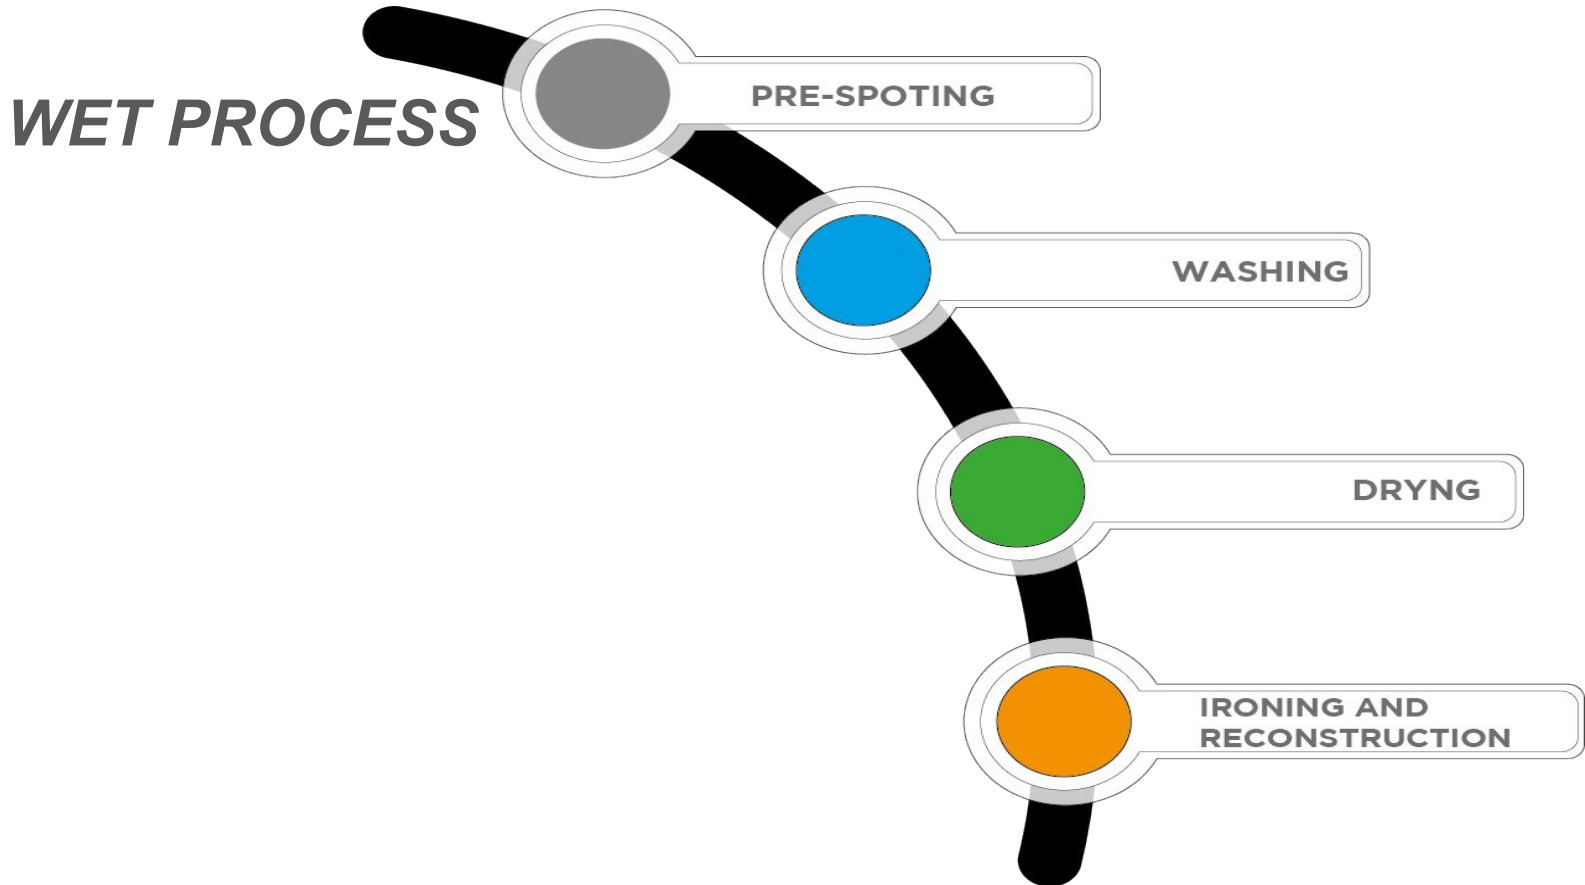 WET PROCESS
PRE-SPOTING
WASHING
DRYNG
IRONING AND
RECONSTRUCTION